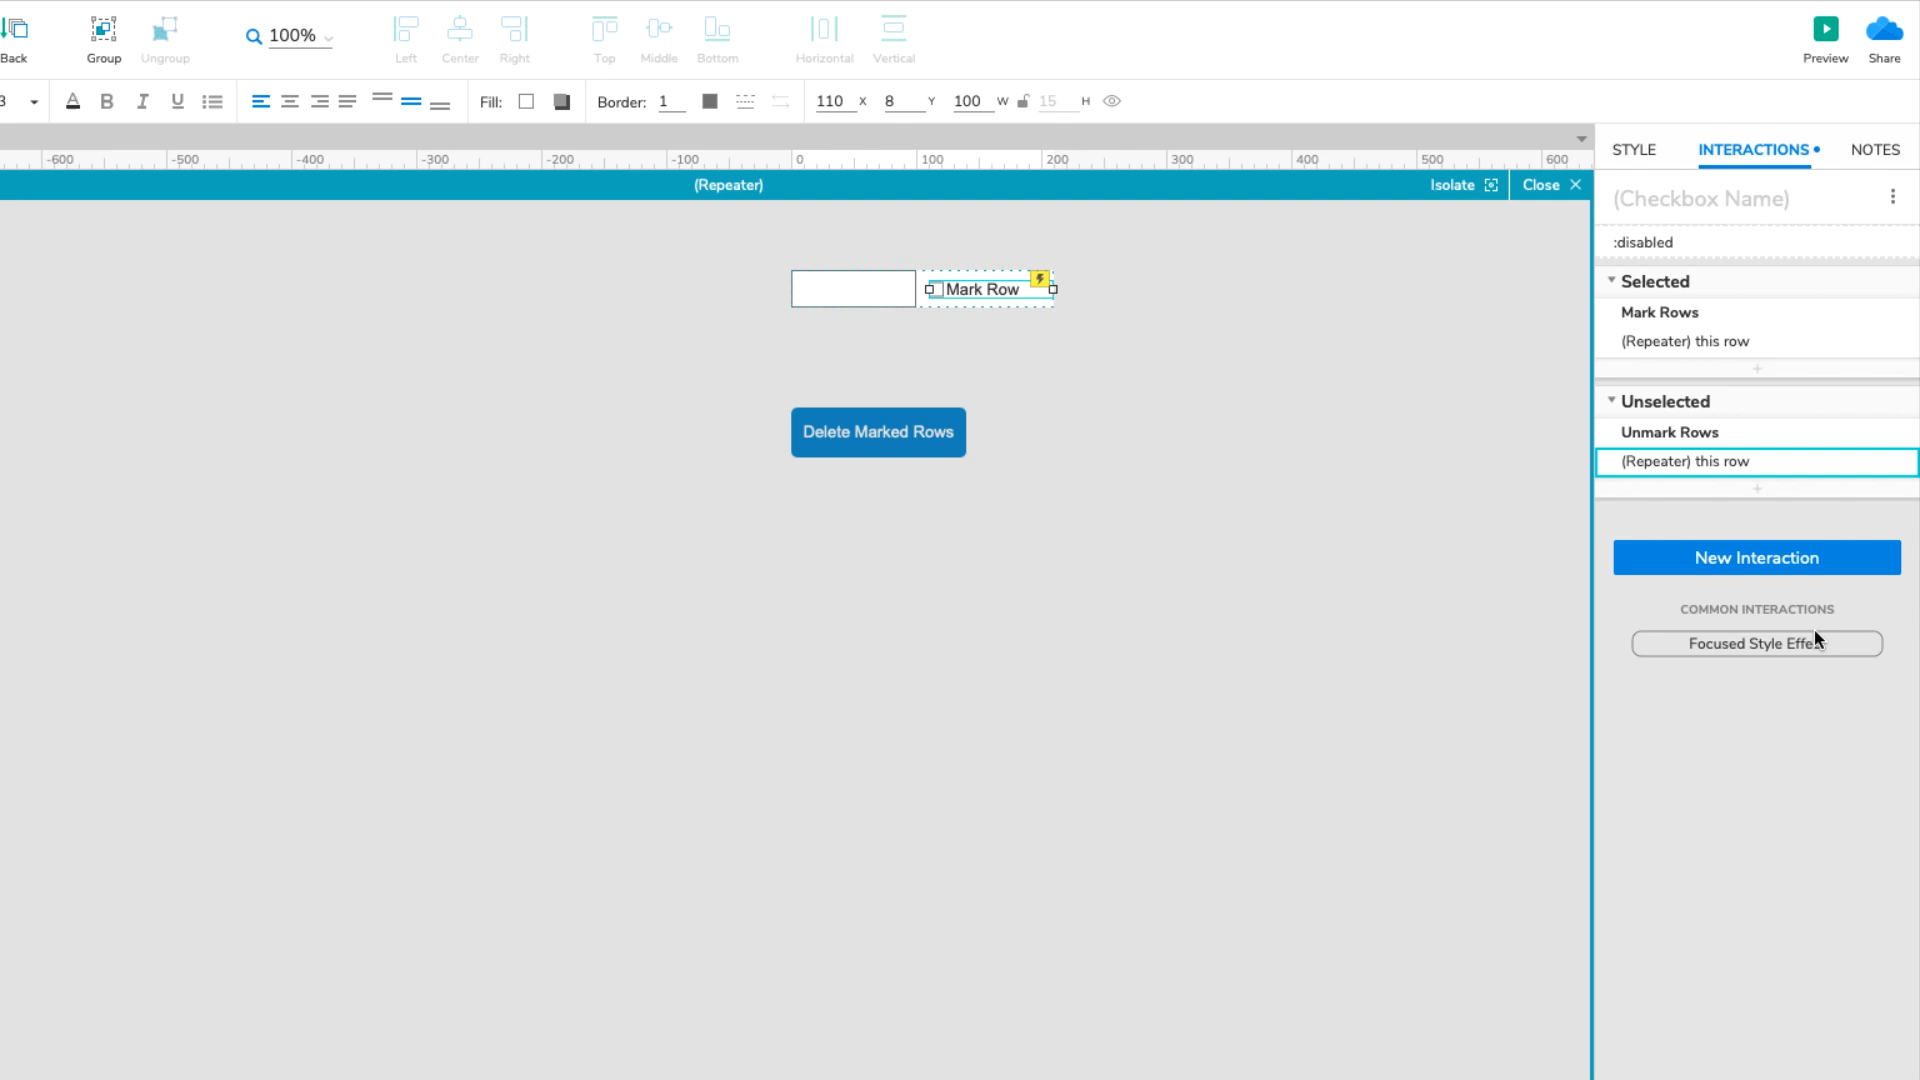 Back
Group
Ungroup
100%
Left
Center
Right
Top
Middle
Bottom
Horizontal
Vertical
Preview
Share
3
Fill:
Border: 1
110 X
8 Y
100 W
15 H
-600 -500 -400 -300 -200 -100 0 100 200 300 400 500 600
STYLE
INTERACTIONS
NOTES
(Repeater)
Isolate
Close
(Checkbox Name)
:disabled
Selected
Mark Rows
(Repeater) this row
Unselected
Unmark Rows
(Repeater) this row
Mark Row
Delete Marked Rows
New Interaction
COMMON INTERACTIONS
Focused Style